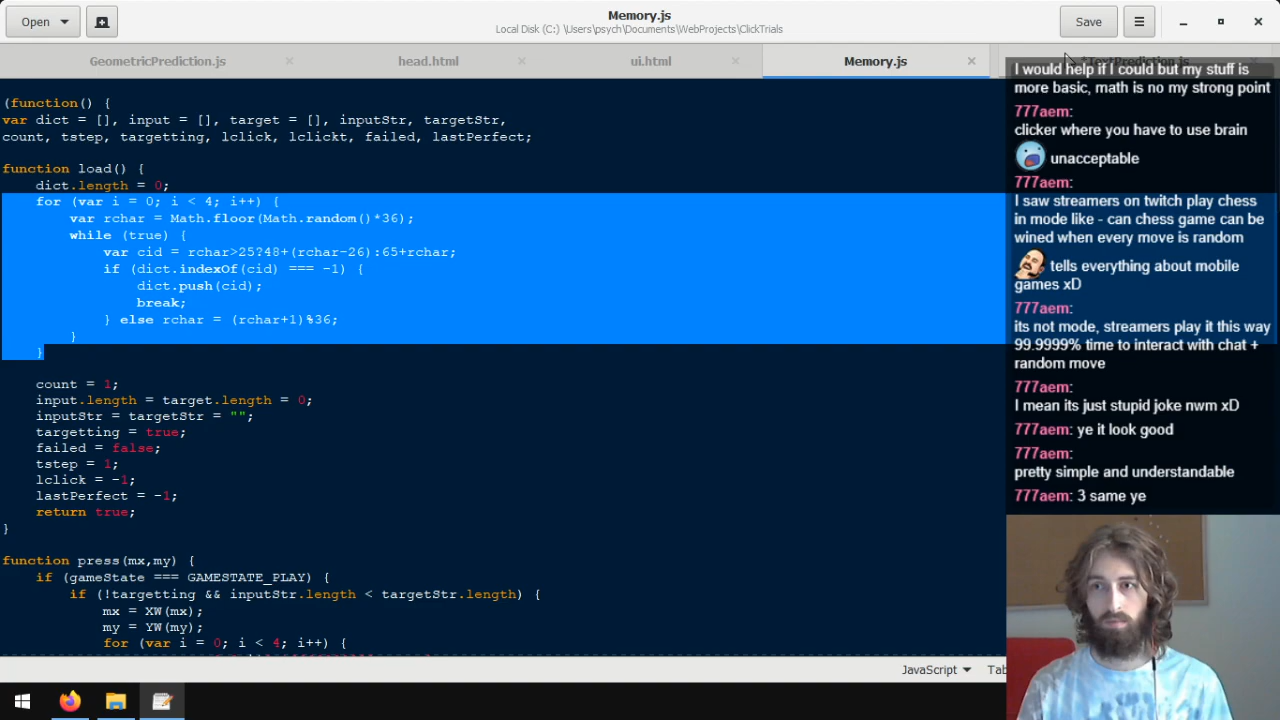 Open
Memory.js
Local Disk (C:) \Users\psych\Documents\WebProjects\ClickTrials
Save
GeometricPrediction.js
head.html
ui.html
Memory.js
*TextPrediction.js
(function() {
var dict = [], input = [], target = [], inputStr, targetStr,
count, tstep, targetting, lclick, lclickt, failed, lastPerfect;
function load() {
dict.length = 0;
for (var i = 0; i < 4; i++) {
var rchar = Math.floor(Math.random()*36);
while (true) {
var cid = rchar>25?48+(rchar-26):65+rchar;
if (dict.indexOf(cid) === -1) {
dict.push(cid);
break;
} else rchar = (rchar+1)%36;
}
}
count = 1;
input.length = target.length = 0;
inputStr = targetStr = "";
targetting = true;
failed = false;
tstep = 1;
lclick = -1;
lastPerfect = -1;
return true;
}
function press(mx,my) {
if (gameState === GAMESTATE_PLAY) {
if (!targetting && inputStr.length < targetStr.length) {
mx = XW(mx);
my = YW(my);
for (var i = 0; i < 4; i++) {
JavaScript
Tab
I would help if I could but my stuff is
more basic, math is no my strong point
777aem:
clicker where you have to use brain
unacceptable
777aem:
I saw streamers on twitch play chess
in mode like - can chess game can be
wined when every move is random
tells everything about mobile
games xD
777aem:
its not mode, streamers play it this way
99.9999% time to interact with chat +
random move
777aem:
I mean its just stupid joke nwm xD
777aem: ye it look good
777aem:
pretty simple and understandable
777aem: 3 same ye